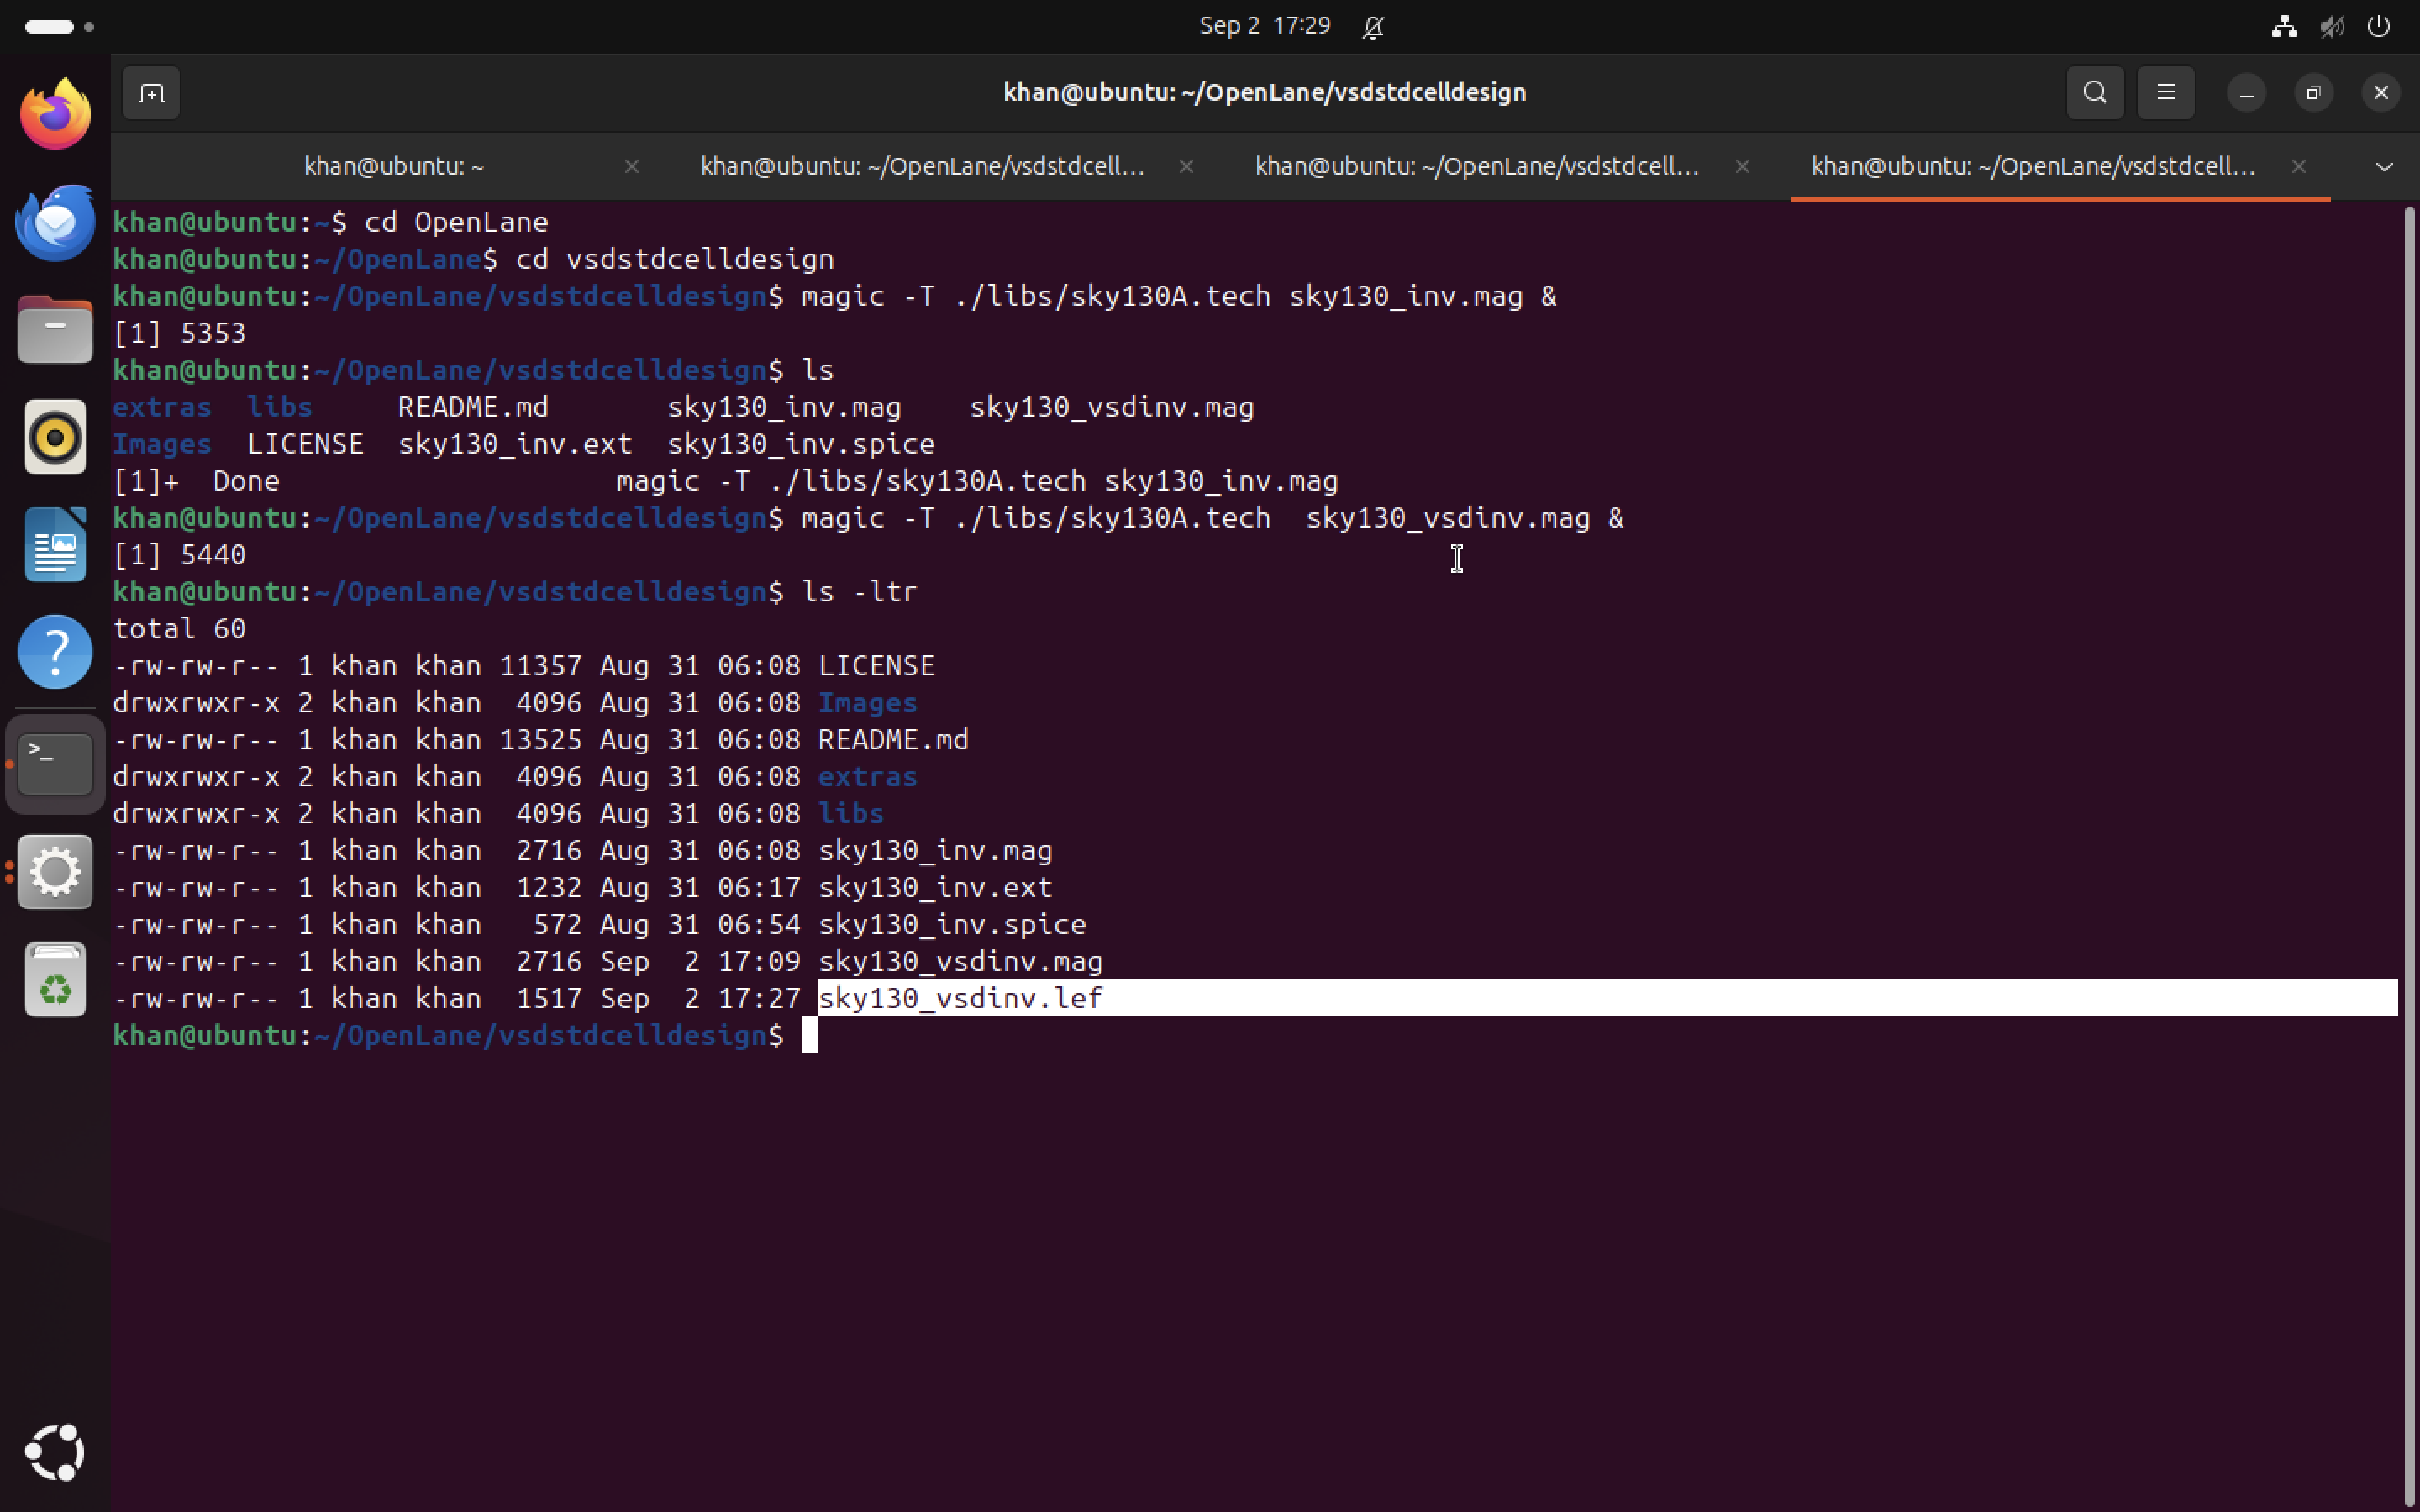 Sep 2 17:29
khan@ubuntu: ~/OpenLane/vsdstdcelldesign
khan@ubuntu: ~
khan@ubuntu: ~/OpenLane/vsdstdcell...
khan@ubuntu: ~/OpenLane/vsdstdcell...
khan@ubuntu: ~/OpenLane/vsdstdcell...
khan@ubuntu:~$ cd OpenLane
khan@ubuntu:~/OpenLane$ cd vsdstdcelldesign
khan@ubuntu:~/OpenLane/vsdstdcelldesign$ magic -T ./libs/sky130A.tech sky130_inv.mag &
[1] 5353
khan@ubuntu:~/OpenLane/vsdstdcelldesign$ ls
extras  libs     README.md       sky130_inv.mag    sky130_vsdinv.mag
Images  LICENSE  sky130_inv.ext  sky130_inv.spice
[1]+  Done                    magic -T ./libs/sky130A.tech sky130_inv.mag
khan@ubuntu:~/OpenLane/vsdstdcelldesign$ magic -T ./libs/sky130A.tech  sky130_vsdinv.mag &
[1] 5440
khan@ubuntu:~/OpenLane/vsdstdcelldesign$ ls -ltr
total 60
-rw-rw-r-- 1 khan khan 11357 Aug 31 06:08 LICENSE
drwxrwxr-x 2 khan khan  4096 Aug 31 06:08 Images
-rw-rw-r-- 1 khan khan 13525 Aug 31 06:08 README.md
drwxrwxr-x 2 khan khan  4096 Aug 31 06:08 extras
drwxrwxr-x 2 khan khan  4096 Aug 31 06:08 libs
-rw-rw-r-- 1 khan khan  2716 Aug 31 06:08 sky130_inv.mag
-rw-rw-r-- 1 khan khan  1232 Aug 31 06:17 sky130_inv.ext
-rw-rw-r-- 1 khan khan   572 Aug 31 06:54 sky130_inv.spice
-rw-rw-r-- 1 khan khan  2716 Sep  2 17:09 sky130_vsdinv.mag
-rw-rw-r-- 1 khan khan  1517 Sep  2 17:27 sky130_vsdinv.lef
khan@ubuntu:~/OpenLane/vsdstdcelldesign$